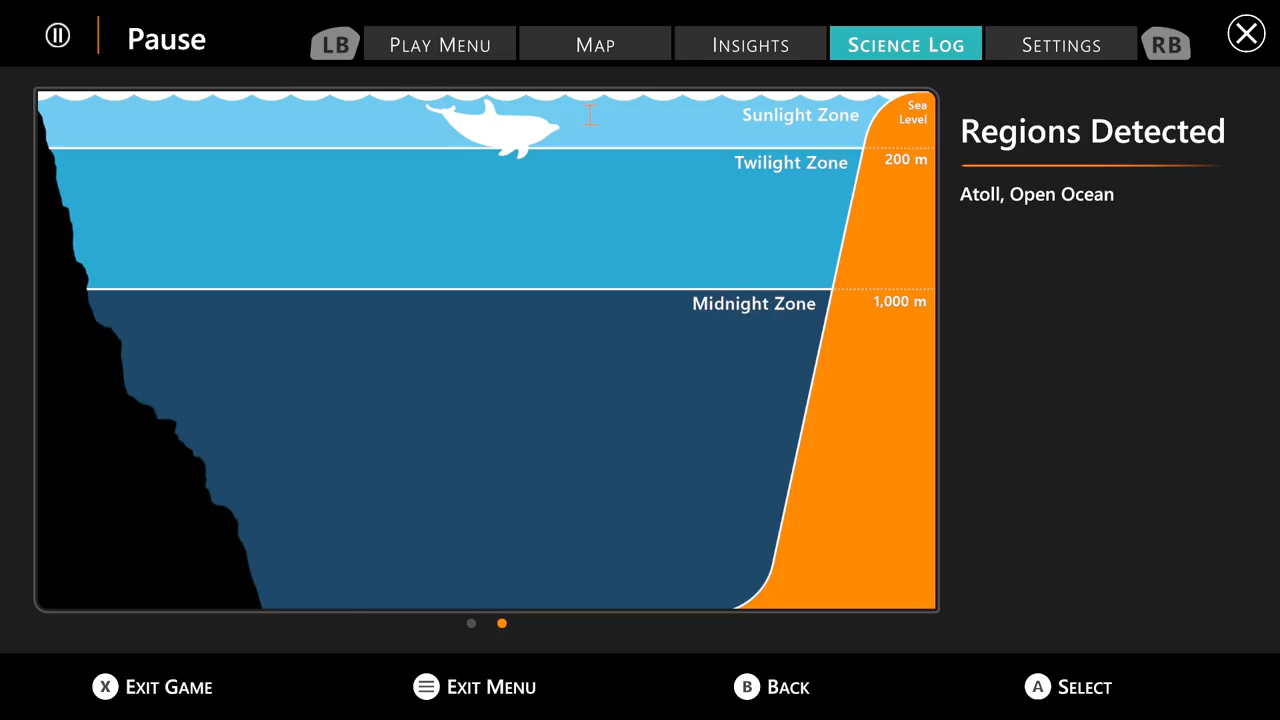 Pause
LB
PLAY MENU
MAP
INSIGHTS
SCIENCE LOG
SETTINGS
RB
Sunlight Zone
Sea
Level
Twilight Zone
200 m
Midnight Zone
1,000 m
Regions Detected
Atoll, Open Ocean
X EXIT GAME
EXIT MENU
B BACK
A SELECT